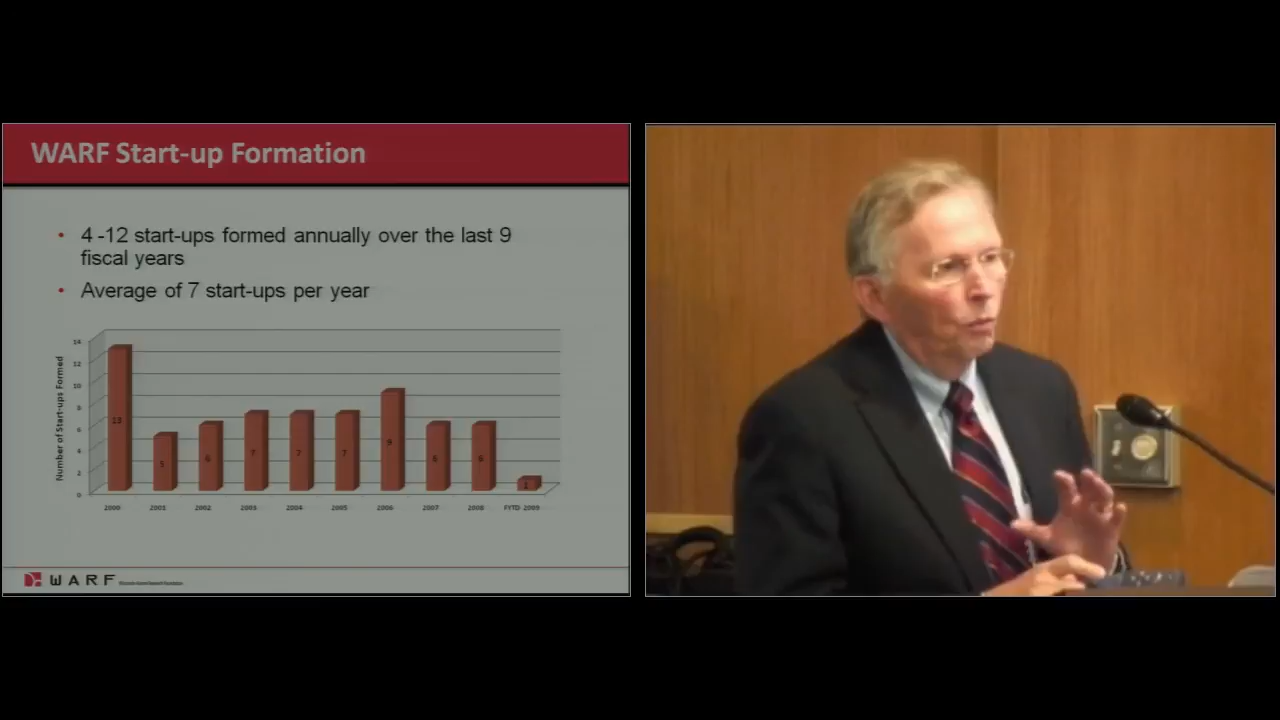 WARF Start-up Formation
• 4 -12 start-ups formed annually over the last 9
fiscal years
• Average of 7 start-ups per year
Number of Start-ups Formed
14
12
10
8
6
4
2
0
13
5
6
7
7
7
9
6
6
1
2000 2001 2002 2003 2004 2005 2006 2007 2008 FYTD 2009
WARF